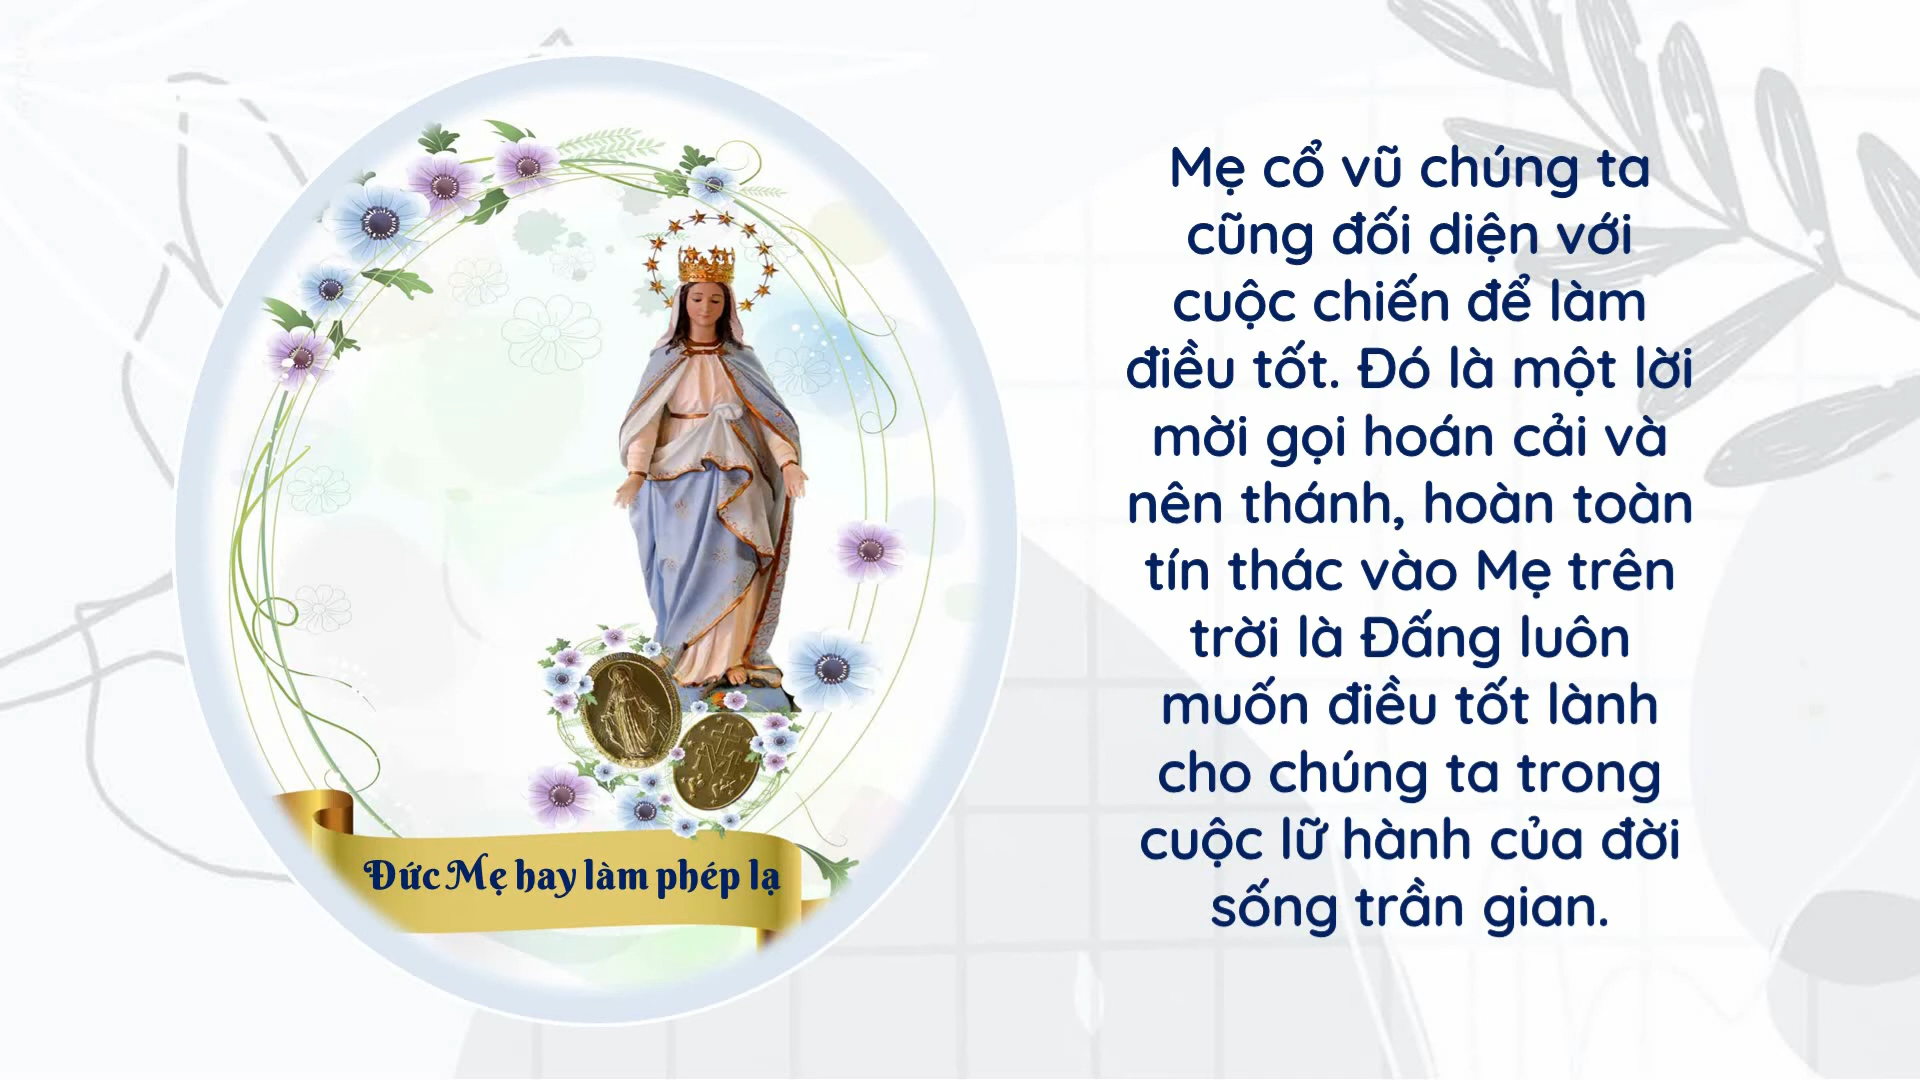 Đức Mẹ hay làm phép lạ
Mẹ cổ vũ chúng ta
cũng đối diện với
cuộc chiến để làm
điều tốt. Đó là một lời
mời gọi hoán cải và
nên thánh, hoàn toàn
tín thác vào Mẹ trên
trời là Đấng luôn
muốn điều tốt lành
cho chúng ta trong
cuộc lữ hành của đời
sống trần gian.